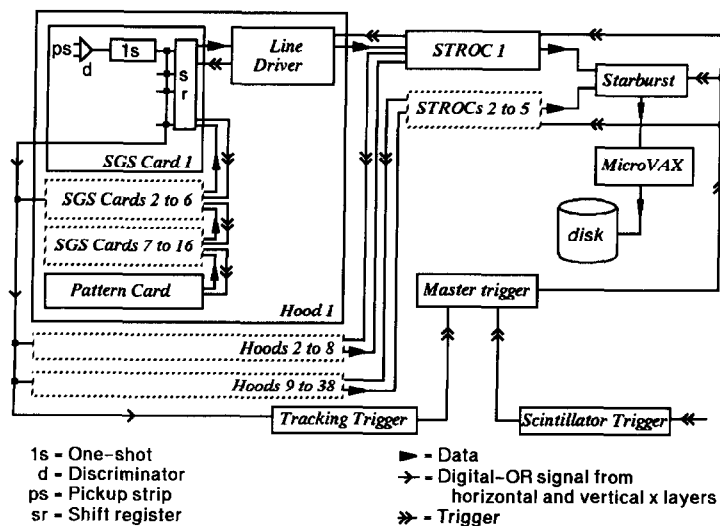 ps
d
1s
s
r
Line
Driver
STROC 1
Starburst
STROCs 2 to 5
SGS Card 1
MicroVAX
SGS Cards 2 to 6
SGS Cards 7 to 16
disk
Pattern Card
Master trigger
Hood 1
Hoods 2 to 8
Hoods 9 to 38
Tracking Trigger
Scintillator Trigger
1s = One-shot
d = Discriminator
ps = Pickup strip
sr = Shift register
= Data
= Digital-OR signal from
horizontal and vertical x layers
= Trigger